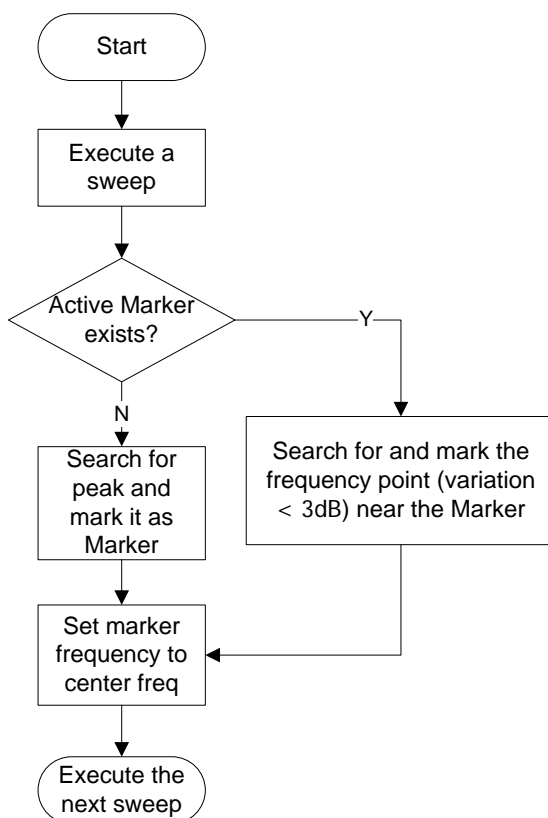 Start
Execute a
sweep
Active Marker
exists?
Y
N
Search for
peak and
mark it as
Marker
Search for and mark the
frequency point (variation
< 3dB) near the Marker
Set marker
frequency to
center freq
Execute the
next sweep